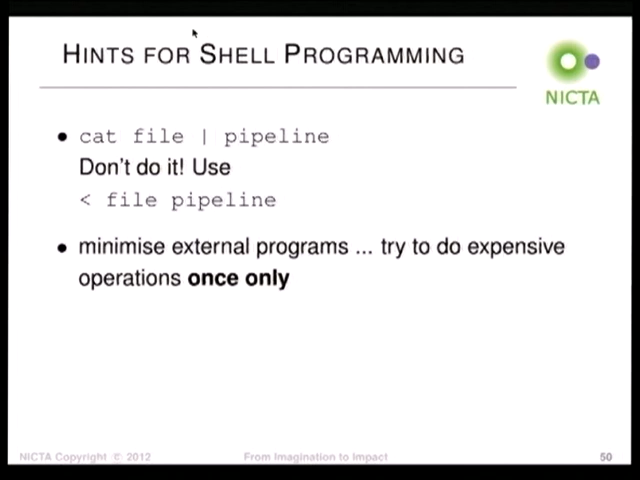 HINTS FOR SHELL PROGRAMMING
NICTA
• cat file | pipeline
Don't do it! Use
< file pipeline
• minimise external programs ... try to do expensive
operations once only
NICTA Copyright © 2012 From Imagination to Impact 50